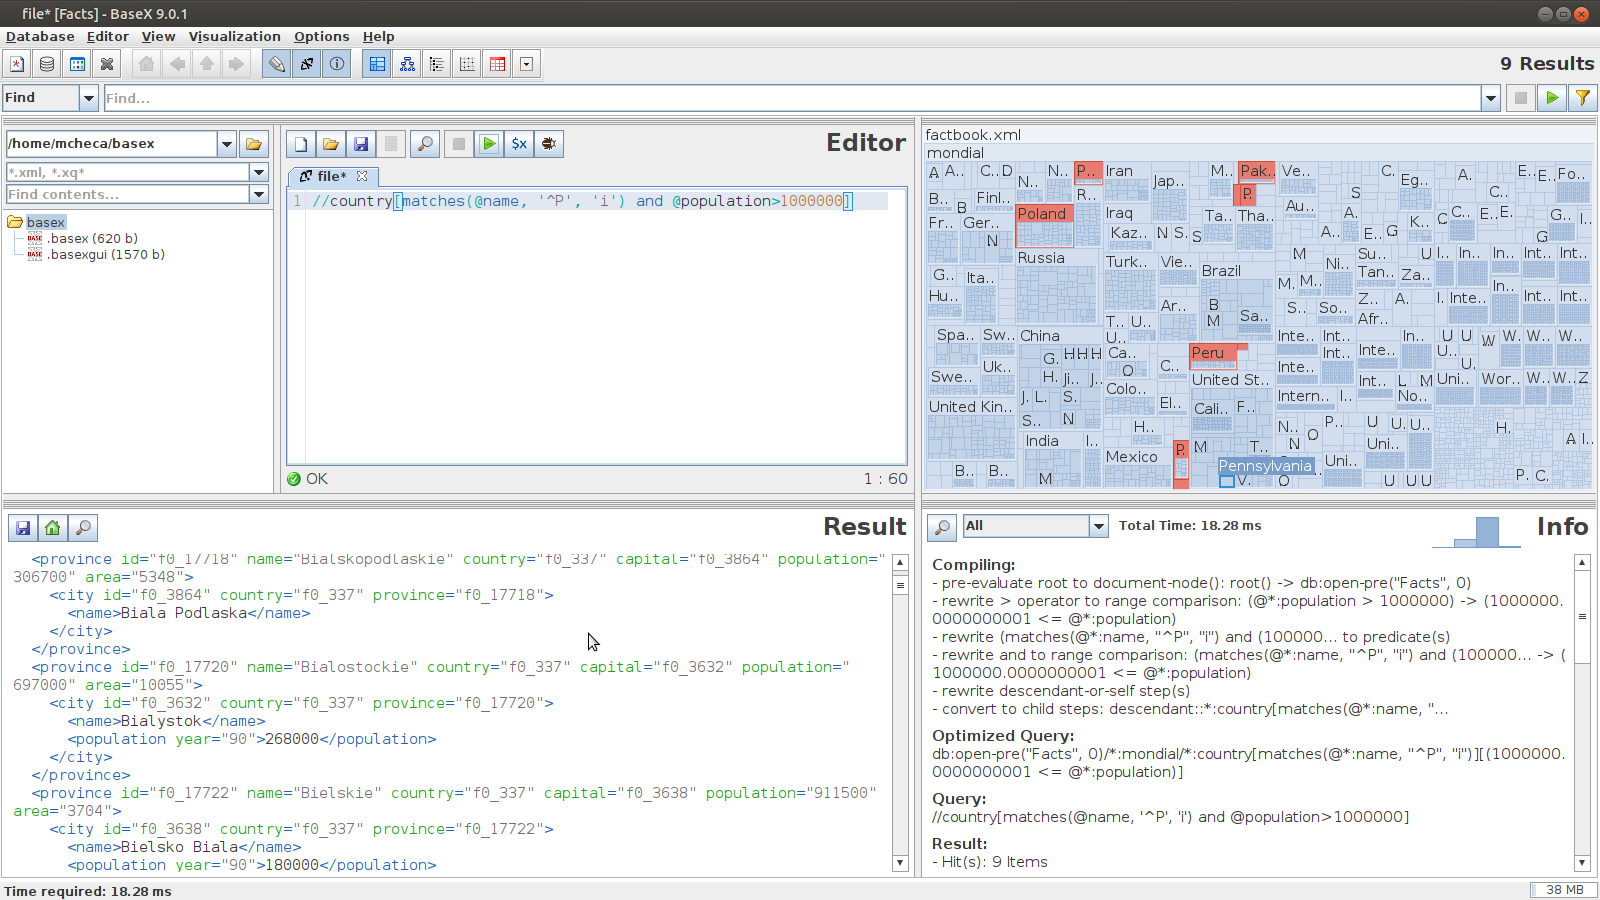 file* [Facts] - BaseX 9.0.1
Database Editor View Visualization Options Help
9 Results
Find
Find...
/home/mcheca/basex
*.xml, *.xq*
Find contents...
basex
.basex (620 b)
.basexgui (1570 b)
Editor
file*
1 //country[matches(@name, '^P', 'i') and @population>1000000]
OK
1 : 60
factbook.xml
mondial
A A.. C.. D N.. P.. Iran M.. Pak.. Ve.. C. E.. E.. Fo..
B.. Finl.. N.. R.. Jap.. P. S Eg.. A..
Fr.. Ger.. Poland Iraq Ta.. Tha.. Au.. C.. C.. E.. E.. G.. I..
N Kaz.. N S.. S A.. E.. G K.. G
G.. Ita.. Russia Turk.. Vie.. Brazil M Ni.. Su.. Tan.. Za.. U I.. In.. In.. Int.. Int..
Hu.. Ar.. B M Sa.. M. M.. S.. So.. Z.. A. Afr.. I. Inte.. In.. Int.. Int..
Spa.. Sw.. China T.. U.. U.. Inte.. Int.. In.. U U W W.. W.. W..
G. H H H Ca.. O C.. Peru Inte.. Int.. Inte.. U.. U.
Swe.. Uk.. H. Ji.. J.. Colo.. United St.. Int.. L M Uni.. Wor.. W.. W.. Z
United Kin.. J. L. S. S.. N El.. Cali.. F.. Intern.. I.. No..
India I.. H.. N.. N O P.. U U.. U.. H.
B.. B.. M Mexico P. M T.. Uni.. Uni.. A I..
Pennsylvania
V. O U U U P. C.
Result
<province id="f0_17718" name="Bialskopodlaskie" country="f0_337" capital="f0_3864" population="
306700" area="5348">
<city id="f0_3864" country="f0_337" province="f0_17718">
<name>Biala Podlaska</name>
</city>
</province>
<province id="f0_17720" name="Bialostockie" country="f0_337" capital="f0_3632" population="
697000" area="10055">
<city id="f0_3632" country="f0_337" province="f0_17720">
<name>Bialystok</name>
<population year="90">268000</population>
</city>
</province>
<province id="f0_17722" name="Bielskie" country="f0_337" capital="f0_3638" population="911500"
area="3704">
<city id="f0_3638" country="f0_337" province="f0_17722">
<name>Bielsko Biala</name>
<population year="90">180000</population>
All
Total Time: 18.28 ms
Info
Compiling:
- pre-evaluate root to document-node(): root() -> db:open-pre("Facts", 0)
- rewrite > operator to range comparison: (@*:population > 1000000) -> (1000000.
0000000001 <= @*:population)
- rewrite (matches(@*:name, "^P", "i") and (100000... to predicate(s)
- rewrite and to range comparison: (matches(@*:name, "^P", "i") and (100000... -> (
1000000.0000000001 <= @*:population)
- rewrite descendant-or-self step(s)
- convert to child steps: descendant::*:country[matches(@*:name, "...
Optimized Query:
db:open-pre("Facts", 0)/*:mondial/*:country[matches(@*:name, "^P", "i")][(1000000.
0000000001 <= @*:population)]
Query:
//country[matches(@name, '^P', 'i') and @population>1000000]
Result:
- Hit(s): 9 Items
Time required: 18.28 ms
38 MB